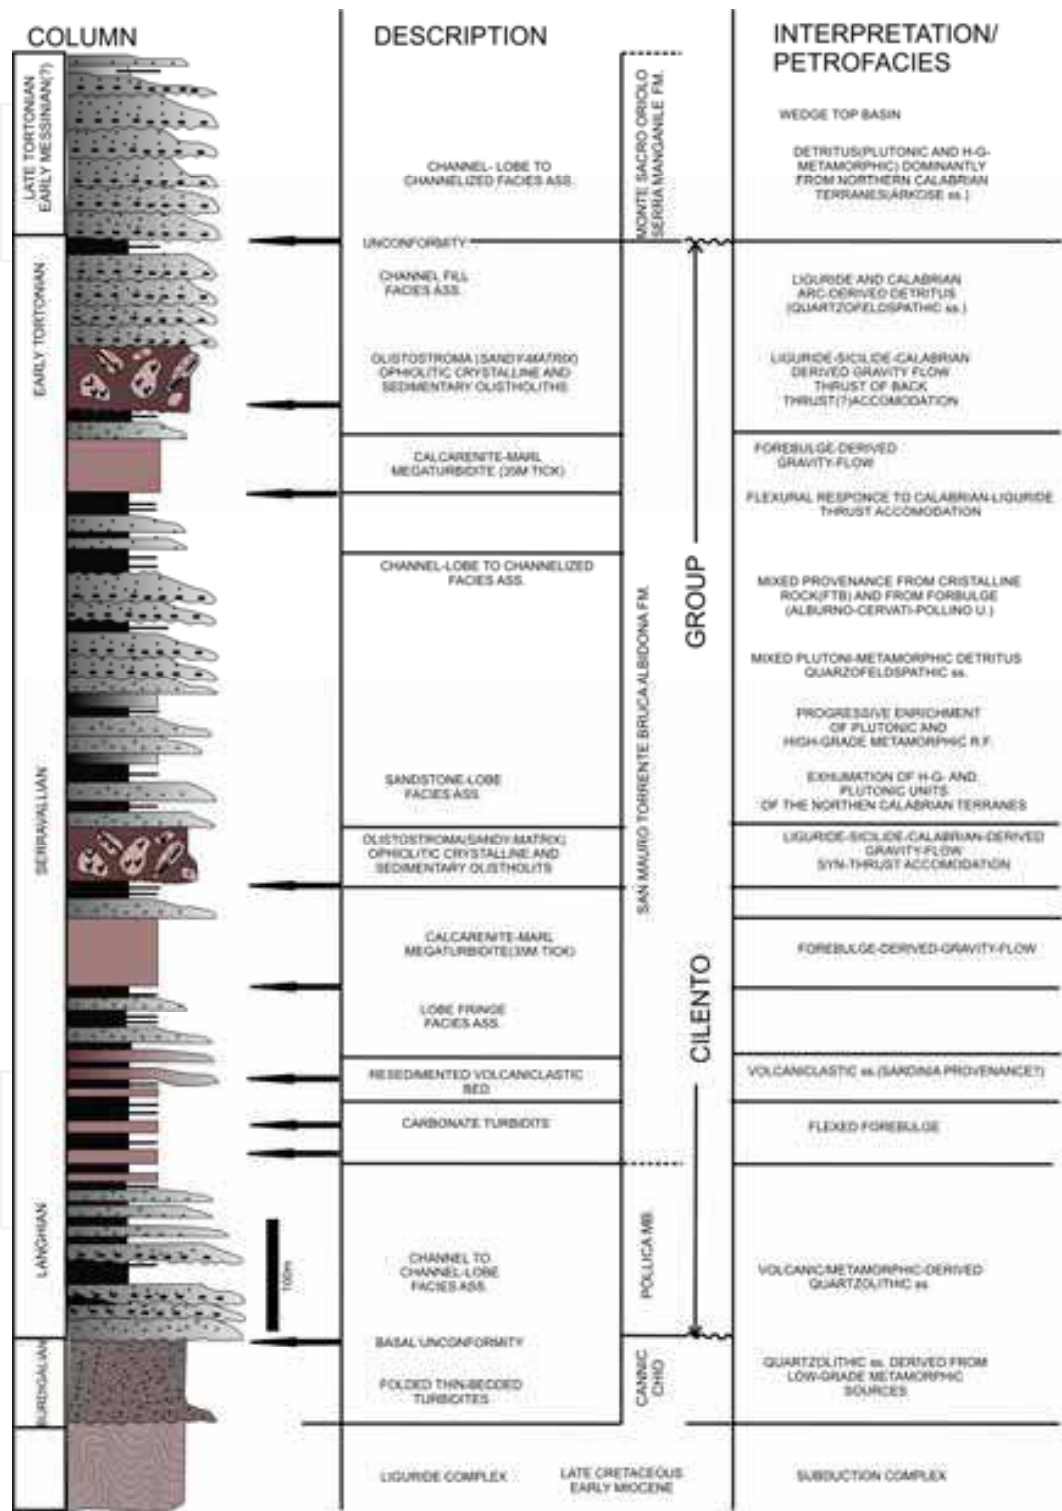 COLUMN
DESCRIPTION
INTERPRETATION/
PETROFACIES
LATE TORTONIAN
EARLY MESSINIAN(?)
EARLY TORTONIAN
SERRAVALLIAN
LANGHIAN
BURDIGALIAN
100m
CHANNEL- LOBE TO
CHANNELIZED FACIES ASS.
UNCONFORMITY
CHANNEL FILL
FACIES ASS.
OLISTOSTROMA (SANDY-MATRIX)
OPHIOLITIC CRYSTALLINE AND
SEDIMENTARY OLISTHOLITHS
CALCARENITE-MARL
MEGATURBIDITE (35M TICK)
CHANNEL-LOBE TO CHANNELIZED
FACIES ASS.
SANDSTONE-LOBE
FACIES ASS
OLISTOSTROMA(SANDY-MATRIX)
OPHIOLITIC CRYSTALLINE AND
SEDIMENTARY OLISTHOLITS
CALCARENITE-MARL
MEGATURBIDITE(35M TICK)
LOBE FRINGE
FACIES ASS.
RESEDIMENTED VOLCANICLASTIC
BED
CARBONATE TURBIDITS
CHANNEL TO
CHANNEL-LOBE
FACIES ASS.
BASAL UNCONFORMITY
FOLDED THIN-BEDDED
TURBIDITES
LIGURIDE COMPLEX
LATE CRETACEOUS
EARLY MIOCENE
MONTE SACRO ORIOLO
SERRA MANGANILE FM.
SAN MAURO TORRENTE BRUCA ALBIDONA FM.
POLLICA MB.
CANNIC
CHIO
GROUP
CILENTO
WEDGE TOP BASIN
DETRITUS(PLUTONIC AND H-G-
METAMORPHIC) DOMINANTLY
FROM NORTHERN CALABRIAN
TERRANES(ARKOSE ss.)
LIGURIDE AND CALABRIAN
ARC-DERIVED DETRITUS
(QUARTZOFELDSPATHIC ss.)
LIGURIDE-SICILIDE-CALABRIAN
DERIVED GRAVITY FLOW
THRUST OF BACK
THRUST(?)ACCOMODATION
FOREBULGE-DERIVED
GRAVITY-FLOW
FLEXURAL RESPONCE TO CALABRIAN-LIGURIDE
THRUST ACCOMODATION
MIXED PROVENANCE FROM CRISTALLINE
ROCK(FTB) AND FROM FORBULGE
(ALBURNO-CERVATI-POLLINO U.)
MIXED PLUTONI-METAMORPHIC DETRITUS
QUARZOFELDSPATHIC ss.
PROGRESSIVE ENRICHMENT
OF PLUTONIC AND
HIGH-GRADE METAMORPHIC R.F.
EXHUMATION OF H-G- AND
PLUTONIC UNITS
OF THE NORTHEN CALABRIAN TERRANES
LIGURIDE-SICILIDE-CALABRIAN-DERIVED
GRAVITY-FLOW
SYN-THRUST ACCOMODATION
FOREBULGE-DERIVED-GRAVITY-FLOW
VOLCANICLASTIC ss.(SARDINIA PROVENANCE?)
FLEXED FOREBULGE
VOLCANIC/METAMORPHIC-DERIVED
QUARTZOLITHIC ss
QUARTZOLITHIC ss. DERIVED FROM
LOW-GRADE METAMORPHIC
SOURCES
SUBDUCTION COMPLEX